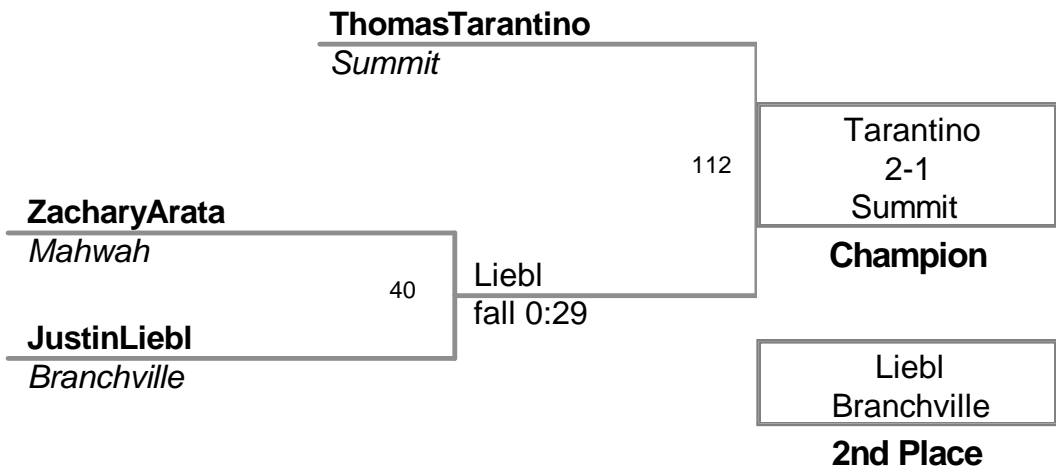 ThomasTarantino
Summit
112
Tarantino
2-1
Summit
Champion
ZacharyArata
Mahwah
40
Liebl
fall 0:29
JustinLiebl
Branchville
Liebl
Branchville
2nd Place